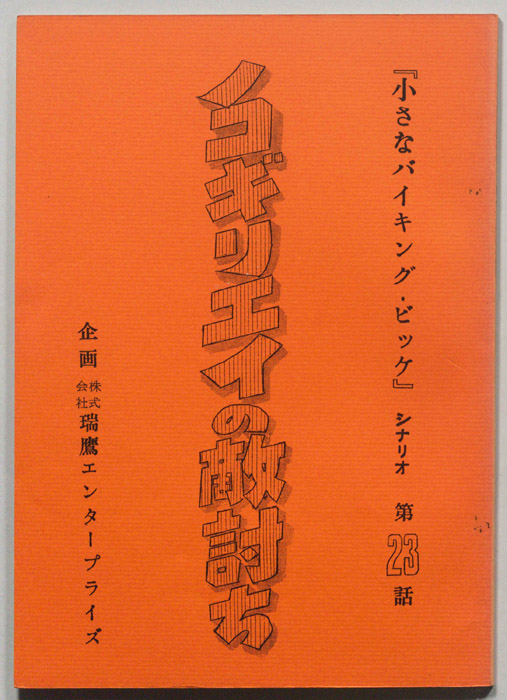 『小さなバイキング・ビッケ』 シナリオ 第23話
ノコギリエイの敵討ち
企画 株式会社 瑞鷹エンタープライズ